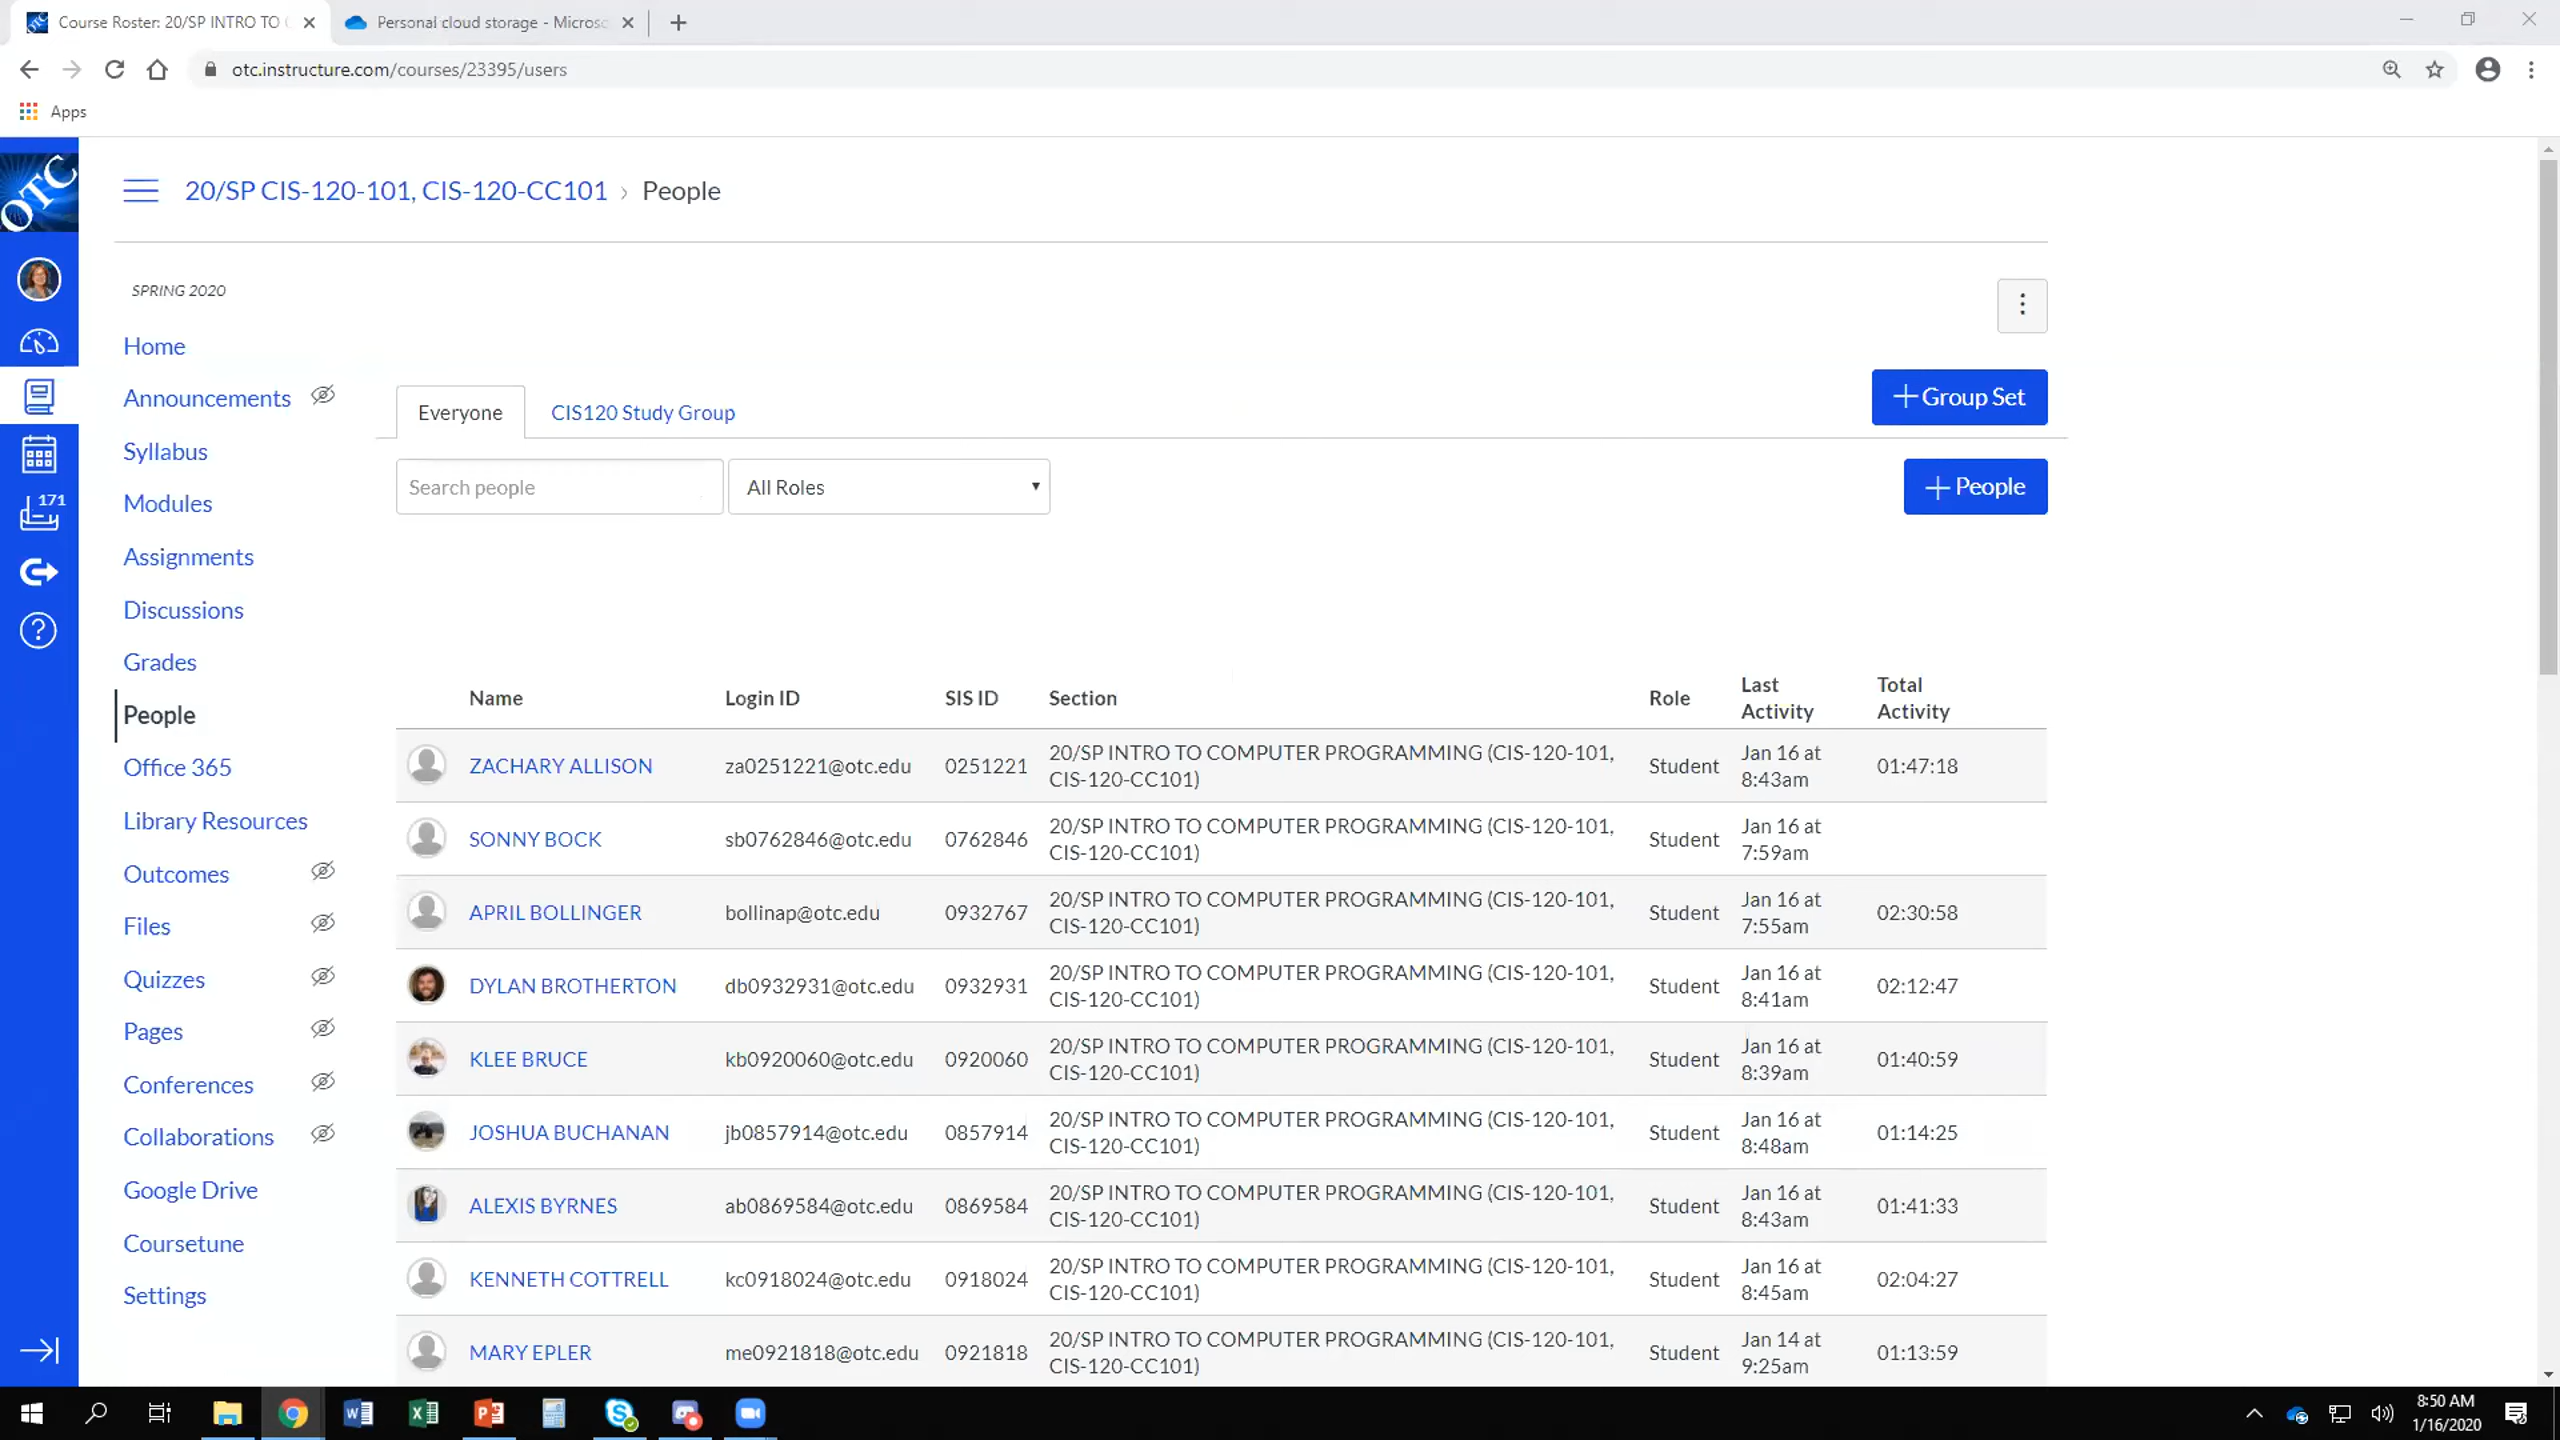 Course Roster: 20/SP INTRO TO
Personal cloud storage - Micros
otc.instructure.com/courses/23395/users
Apps
OTC
20/SP CIS-120-101, CIS-120-CC101 › People
SPRING 2020
Home
Announcements
Syllabus
Modules
Assignments
Discussions
Grades
People
Office 365
Library Resources
Outcomes
Files
Quizzes
Pages
Conferences
Collaborations
Google Drive
Coursetune
Settings
171
+Group Set
Everyone
CIS120 Study Group
Search people
All Roles
+People
Name Login ID SIS ID Section Role Last Activity Total Activity
ZACHARY ALLISON za0251221@otc.edu 0251221 20/SP INTRO TO COMPUTER PROGRAMMING (CIS-120-101, CIS-120-CC101) Student Jan 16 at 8:43am 01:47:18
SONNY BOCK sb0762846@otc.edu 0762846 20/SP INTRO TO COMPUTER PROGRAMMING (CIS-120-101, CIS-120-CC101) Student Jan 16 at 7:59am
APRIL BOLLINGER bollinap@otc.edu 0932767 20/SP INTRO TO COMPUTER PROGRAMMING (CIS-120-101, CIS-120-CC101) Student Jan 16 at 7:55am 02:30:58
DYLAN BROTHERTON db0932931@otc.edu 0932931 20/SP INTRO TO COMPUTER PROGRAMMING (CIS-120-101, CIS-120-CC101) Student Jan 16 at 8:41am 02:12:47
KLEE BRUCE kb0920060@otc.edu 0920060 20/SP INTRO TO COMPUTER PROGRAMMING (CIS-120-101, CIS-120-CC101) Student Jan 16 at 8:39am 01:40:59
JOSHUA BUCHANAN jb0857914@otc.edu 0857914 20/SP INTRO TO COMPUTER PROGRAMMING (CIS-120-101, CIS-120-CC101) Student Jan 16 at 8:48am 01:14:25
ALEXIS BYRNES ab0869584@otc.edu 0869584 20/SP INTRO TO COMPUTER PROGRAMMING (CIS-120-101, CIS-120-CC101) Student Jan 16 at 8:43am 01:41:33
KENNETH COTTRELL kc0918024@otc.edu 0918024 20/SP INTRO TO COMPUTER PROGRAMMING (CIS-120-101, CIS-120-CC101) Student Jan 16 at 8:45am 02:04:27
MARY EPLER me0921818@otc.edu 0921818 20/SP INTRO TO COMPUTER PROGRAMMING (CIS-120-101, CIS-120-CC101) Student Jan 14 at 9:25am 01:13:59
8:50 AM
1/16/2020